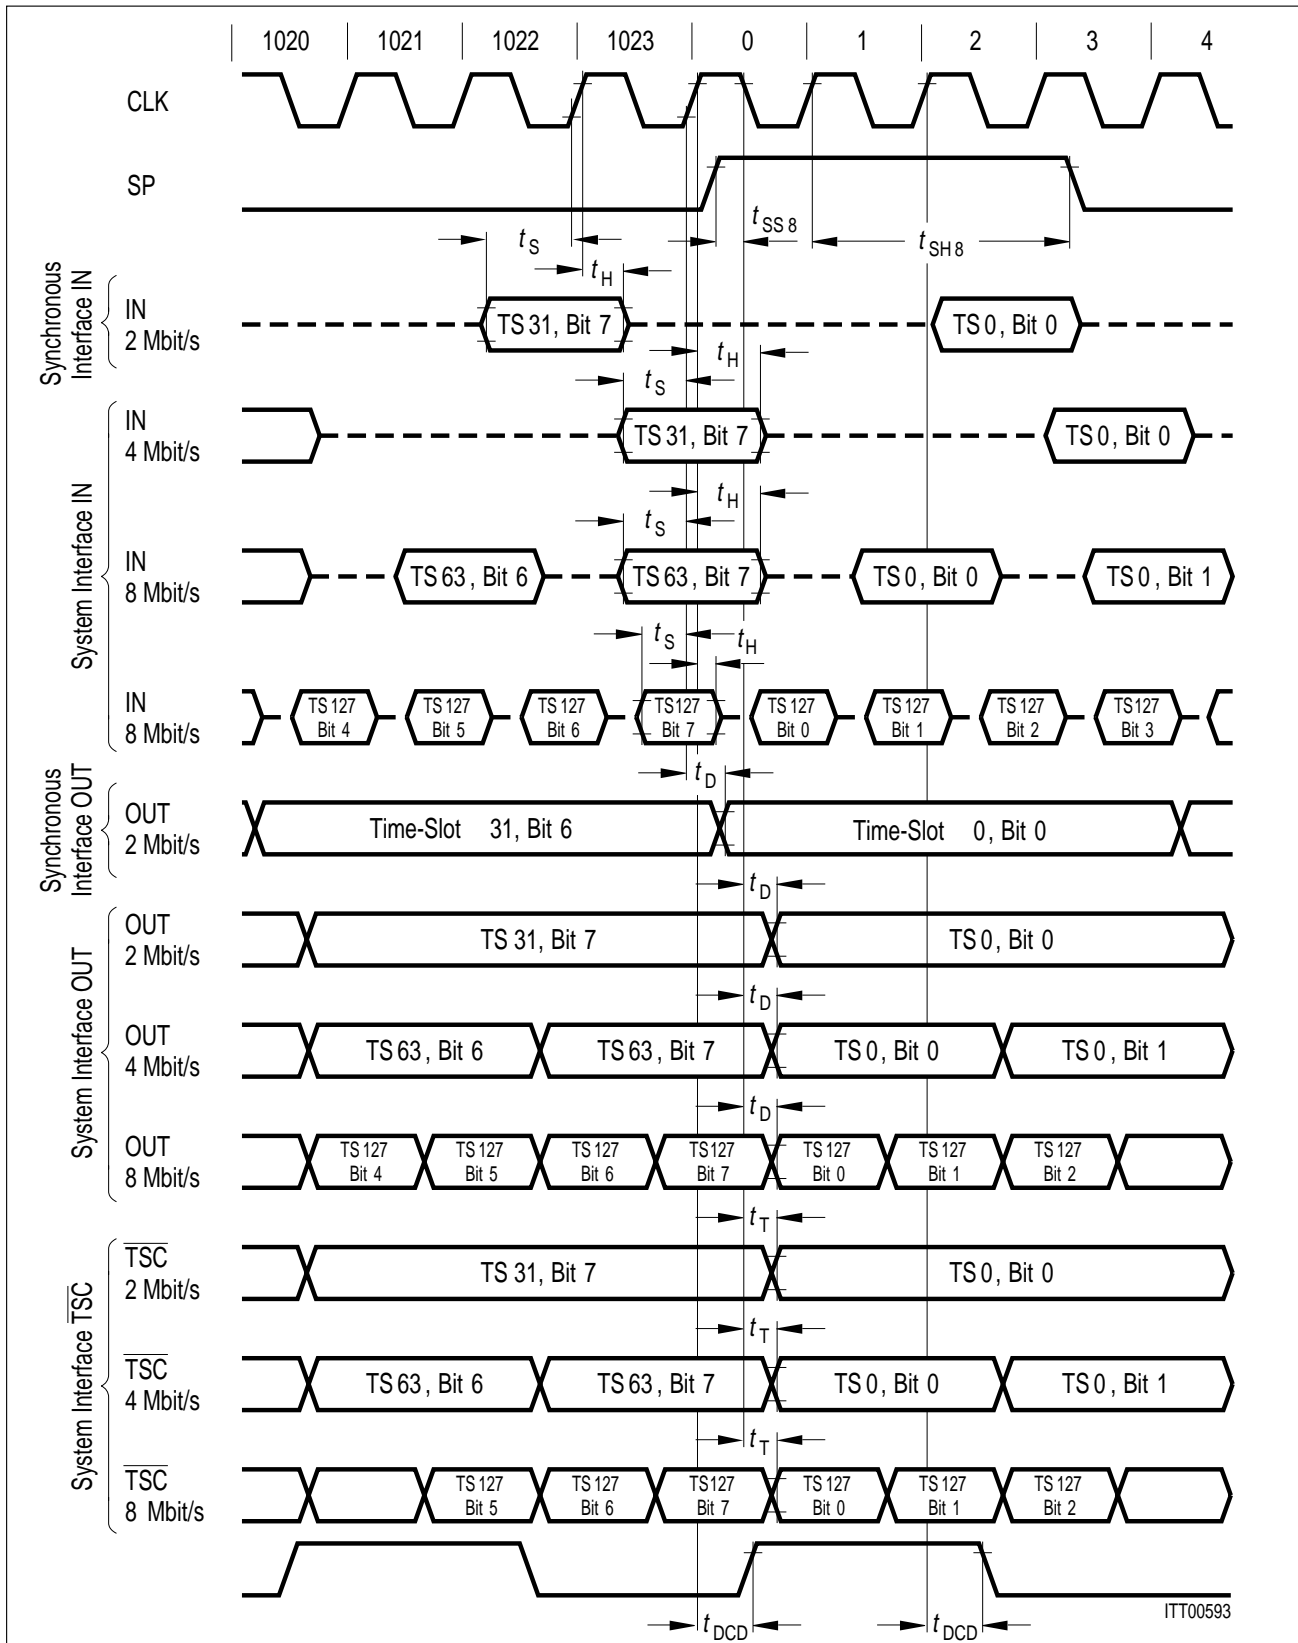 1020 1021 1022 1023 0 1 2 3 4
CLK
SP
tSS 8
tS
tSH 8
tH
Synchronous
Interface IN
IN
2 Mbit/s
TS 31, Bit 7
TS 0, Bit 0
tH
tS
System Interface IN
IN
4 Mbit/s
TS 31, Bit 7
TS 0, Bit 0
tH
tS
IN
8 Mbit/s
TS 63, Bit 6
TS 63, Bit 7
TS 0, Bit 0
TS 0, Bit 1
tS
tH
IN
8 Mbit/s
TS 127
Bit 4
TS 127
Bit 5
TS 127
Bit 6
TS 127
Bit 7
TS 127
Bit 0
TS 127
Bit 1
TS 127
Bit 2
TS 127
Bit 3
tD
Synchronous
Interface OUT
OUT
2 Mbit/s
Time-Slot 31, Bit 6
Time-Slot 0, Bit 0
tD
System Interface OUT
OUT
2 Mbit/s
TS 31, Bit 7
TS 0, Bit 0
tD
OUT
4 Mbit/s
TS 63, Bit 6
TS 63, Bit 7
TS 0, Bit 0
TS 0, Bit 1
tD
OUT
8 Mbit/s
TS 127
Bit 4
TS 127
Bit 5
TS 127
Bit 6
TS 127
Bit 7
TS 127
Bit 0
TS 127
Bit 1
TS 127
Bit 2
tT
System Interface TSC
TSC
2 Mbit/s
TS 31, Bit 7
TS 0, Bit 0
tT
TSC
4 Mbit/s
TS 63, Bit 6
TS 63, Bit 7
TS 0, Bit 0
TS 0, Bit 1
tT
TSC
8 Mbit/s
TS 127
Bit 5
TS 127
Bit 6
TS 127
Bit 7
TS 127
Bit 0
TS 127
Bit 1
TS 127
Bit 2
tDCD
tDCD
ITT00593